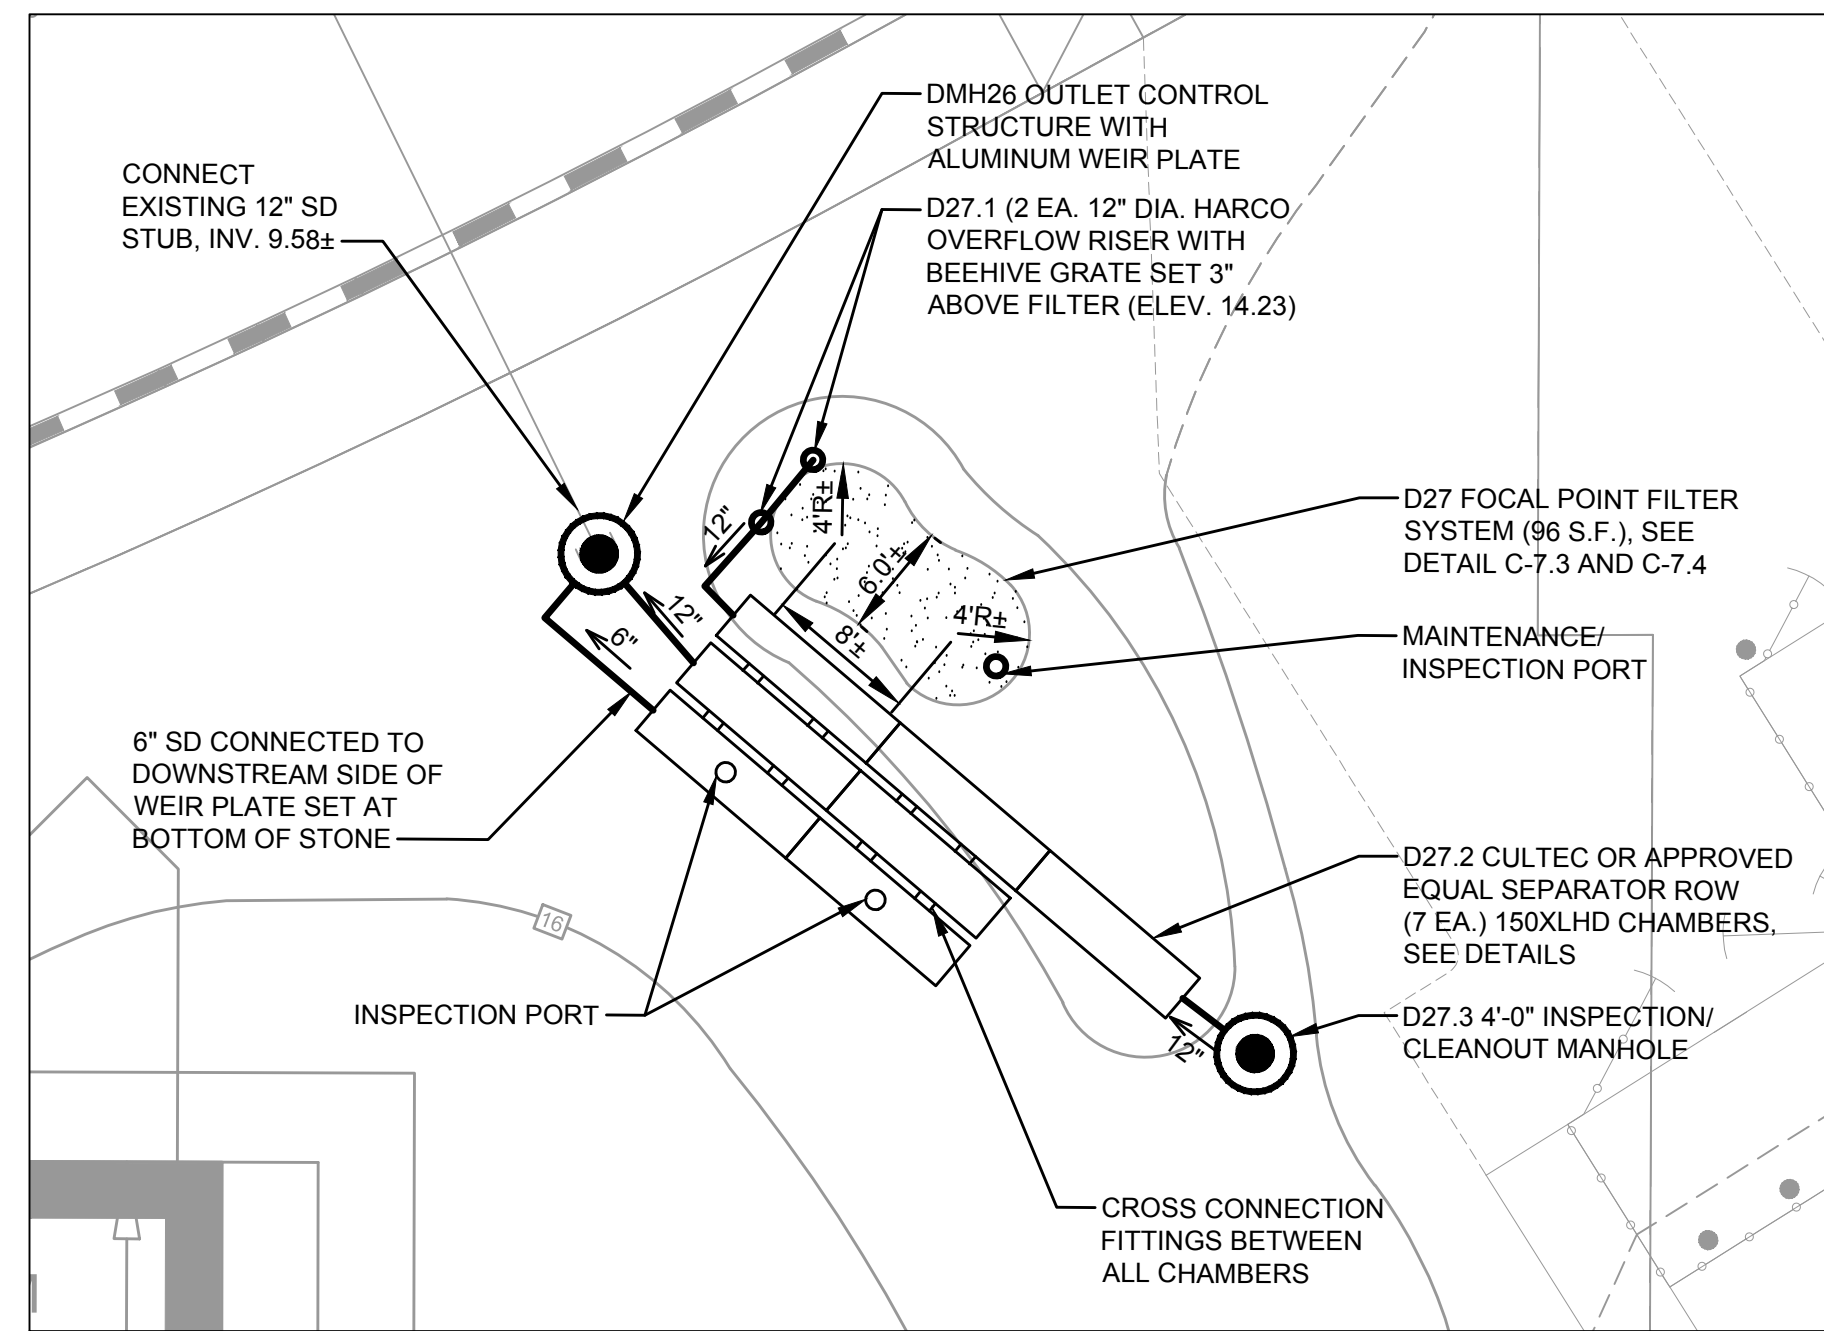 DMH26 OUTLET CONTROL
STRUCTURE WITH
ALUMINUM WEIR PLATE
CONNECT
EXISTING 12" SD
STUB, INV. 9.58±
D27.1 (2 EA. 12" DIA. HARCO
OVERFLOW RISER WITH
BEEHIVE GRATE SET 3"
ABOVE FILTER (ELEV. 14.23)
D27 FOCAL POINT FILTER
SYSTEM (96 S.F.), SEE
DETAIL C-7.3 AND C-7.4
12"
4'R±
6.0'±
4'R±
8'±
12"
6"
MAINTENANCE/
INSPECTION PORT
6" SD CONNECTED TO
DOWNSTREAM SIDE OF
WEIR PLATE SET AT
BOTTOM OF STONE
D27.2 CULTEC OR APPROVED
EQUAL SEPARATOR ROW
(7 EA.) 150XLHD CHAMBERS,
SEE DETAILS
16
INSPECTION PORT
D27.3 4'-0" INSPECTION/
CLEANOUT MANHOLE
12"
CROSS CONNECTION
FITTINGS BETWEEN
ALL CHAMBERS